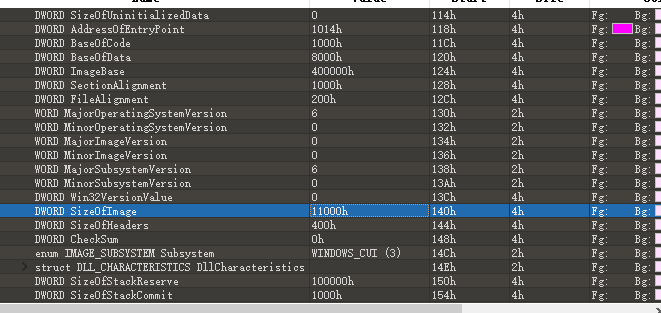 DWORD SizeOfUninitializedData 0 114h 4h Fg: Bg:
DWORD AddressOfEntryPoint 1014h 118h 4h Fg: Bg:
DWORD BaseOfCode 1000h 11Ch 4h Fg: Bg:
DWORD BaseOfData 8000h 120h 4h Fg: Bg:
DWORD ImageBase 400000h 124h 4h Fg: Bg:
DWORD SectionAlignment 1000h 128h 4h Fg: Bg:
DWORD FileAlignment 200h 12Ch 4h Fg: Bg:
WORD MajorOperatingSystemVersion 6 130h 2h Fg: Bg:
WORD MinorOperatingSystemVersion 0 132h 2h Fg: Bg:
WORD MajorImageVersion 0 134h 2h Fg: Bg:
WORD MinorImageVersion 0 136h 2h Fg: Bg:
WORD MajorSubsystemVersion 6 138h 2h Fg: Bg:
WORD MinorSubsystemVersion 0 13Ah 2h Fg: Bg:
DWORD Win32VersionValue 0 13Ch 4h Fg: Bg:
DWORD SizeOfImage 11000h 140h 4h Fg: Bg:
DWORD SizeOfHeaders 400h 144h 4h Fg: Bg:
DWORD CheckSum 0h 148h 4h Fg: Bg:
enum IMAGE_SUBSYSTEM Subsystem WINDOWS_CUI (3) 14Ch 2h Fg: Bg:
struct DLL_CHARACTERISTICS DllCharacteristics 14Eh 2h Fg: Bg:
DWORD SizeOfStackReserve 100000h 150h 4h Fg: Bg:
DWORD SizeOfStackCommit 1000h 154h 4h Fg: Bg: